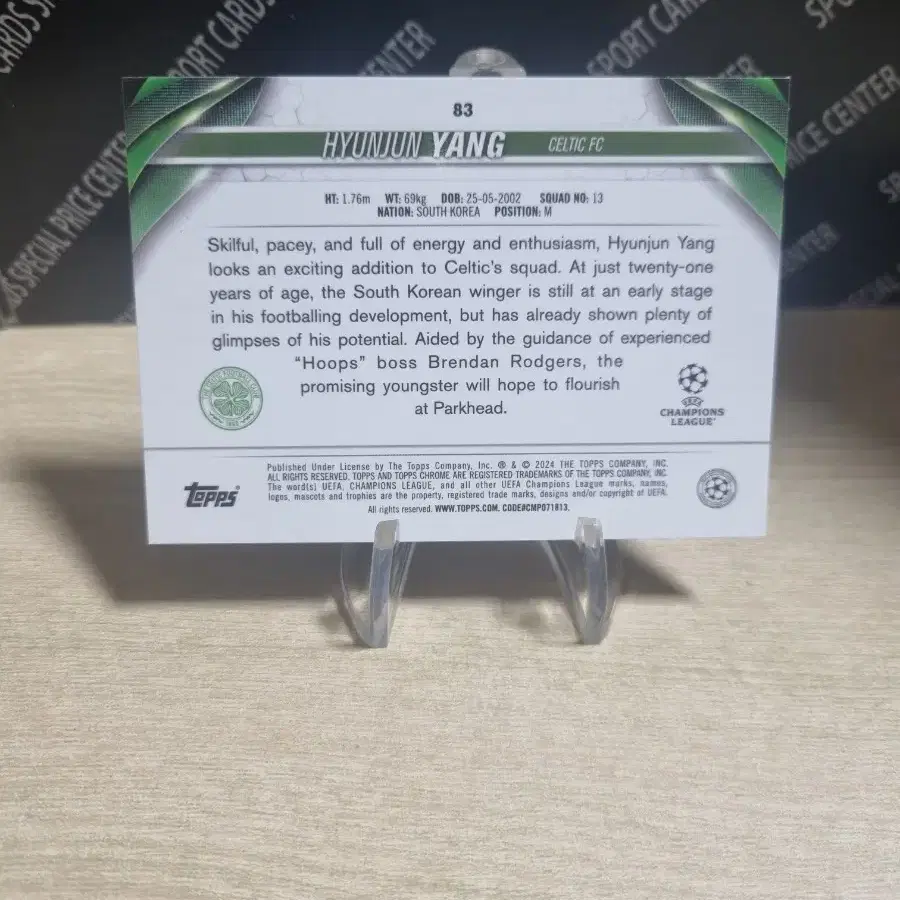 SPORT CARDS SPECIAL PRICE CENTER
83
HYUNJUN YANG CELTIC FC
HT: 1.76m WT: 69kg DOB: 25-05-2002 SQUAD NO: 13
NATION: SOUTH KOREA POSITION: M
Skilful, pacey, and full of energy and enthusiasm, Hyunjun Yang
looks an exciting addition to Celtic's squad. At just twenty-one
years of age, the South Korean winger is still at an early stage
in his footballing development, but has already shown plenty of
glimpses of his potential. Aided by the guidance of experienced
"Hoops" boss Brendan Rodgers, the
promising youngster will hope to flourish
at Parkhead.
UEFA
CHAMPIONS
LEAGUE
Topps
Published Under License by The Topps Company, Inc. ® & © 2024 THE TOPPS COMPANY, INC.
ALL RIGHTS RESERVED. TOPPS AND TOPPS CHROME ARE REGISTERED TRADEMARKS OF THE TOPPS COMPANY, INC.
The word(s) UEFA, CHAMPIONS LEAGUE, and all other UEFA Champions League marks, names,
logos, mascots and trophies are the property, registered trade marks, designs and/or copyright of UEFA.
All rights reserved. WWW.TOPPS.COM. CODE#CMP071813.